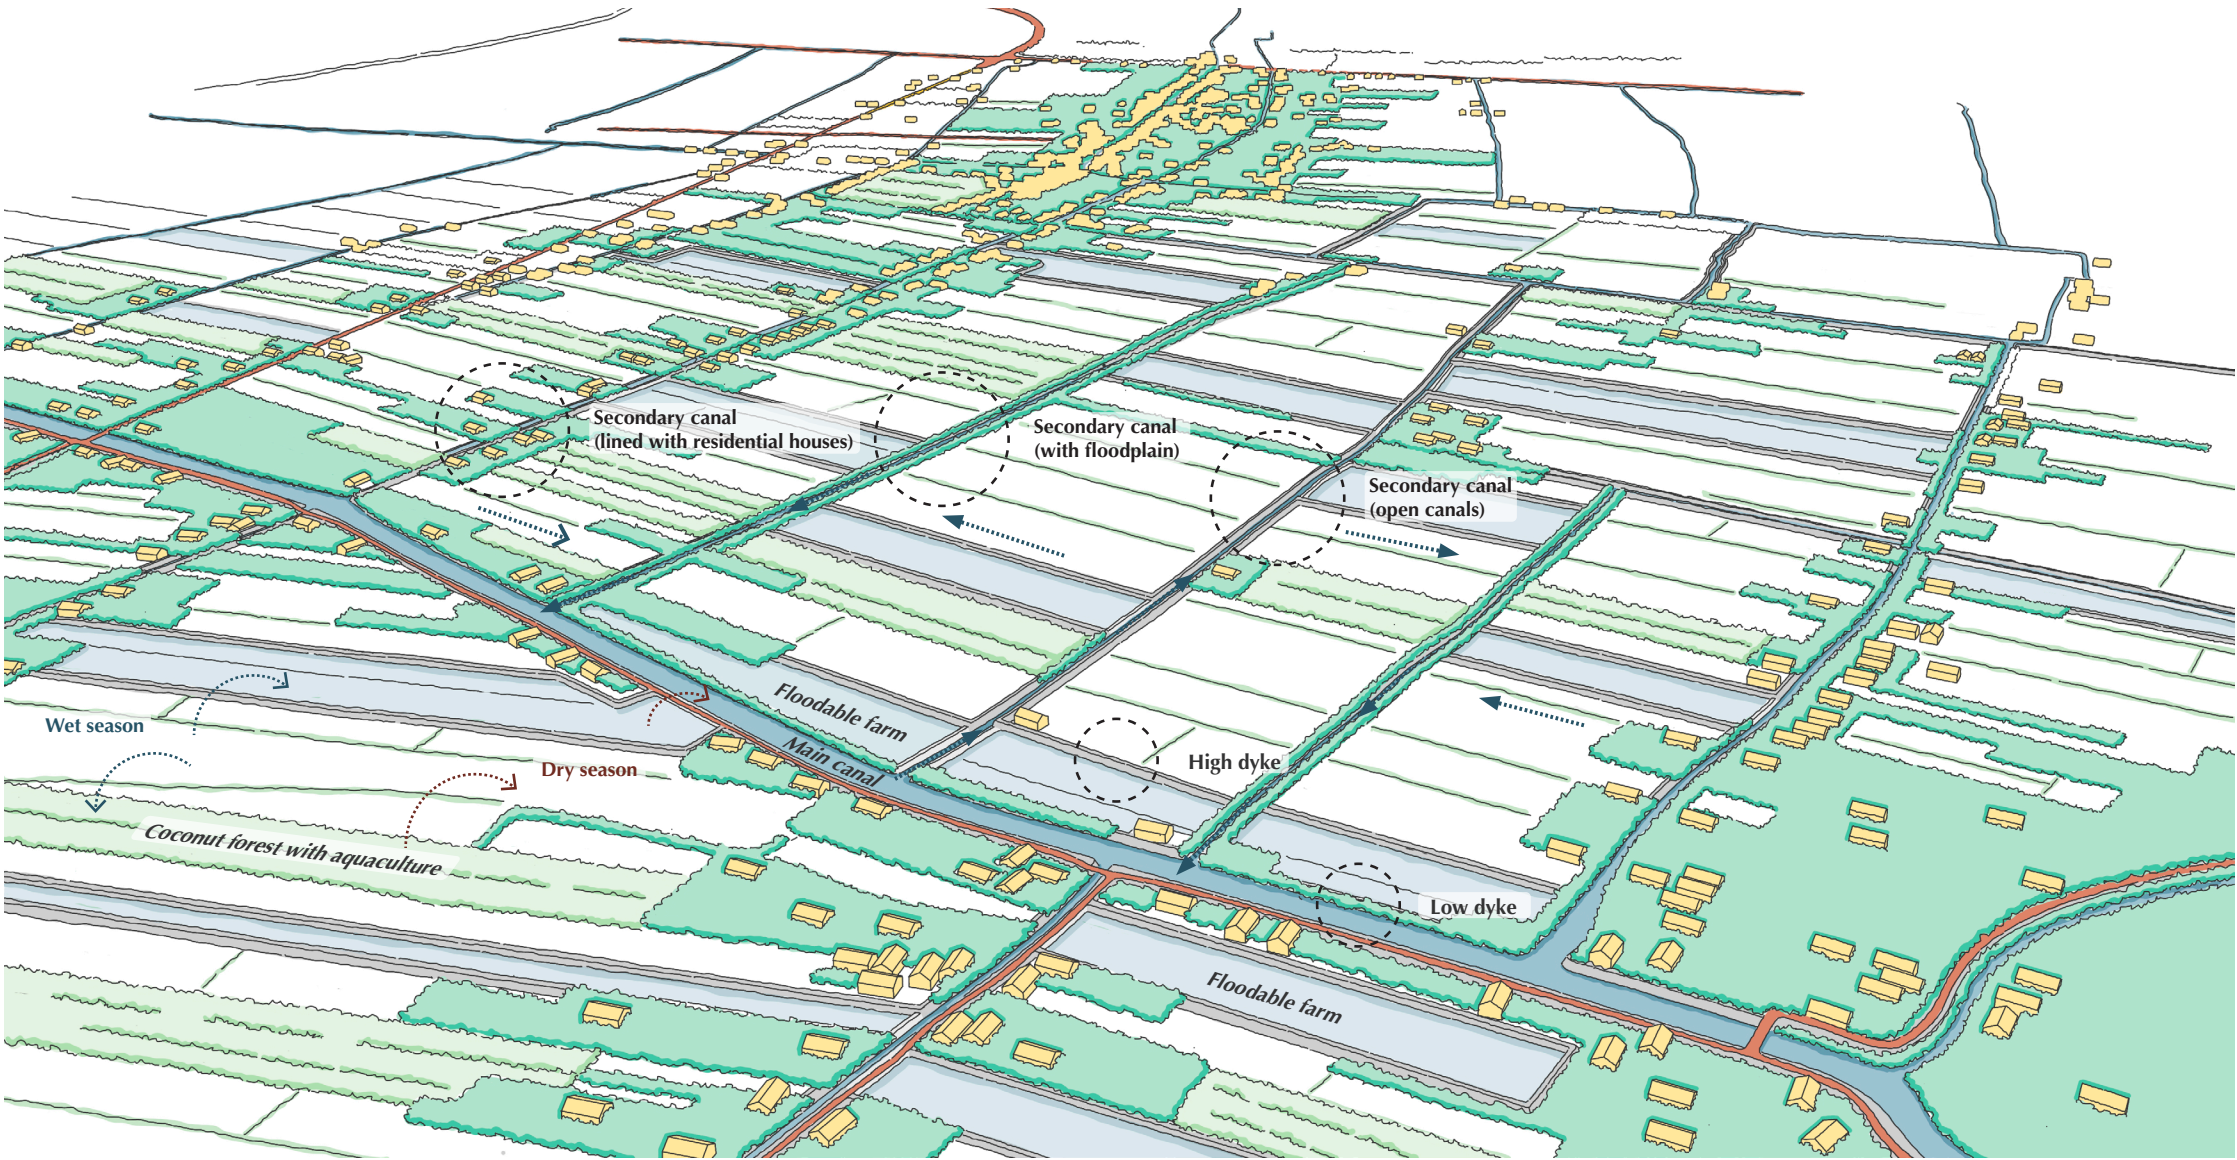 Secondary canal
(lined with residential houses)
Secondary canal
(with floodplain)
Secondary canal
(open canals)
Floodable farm
Wet season
Main canal
High dyke
Dry season
Coconut forest with aquaculture
Low dyke
Floodable farm